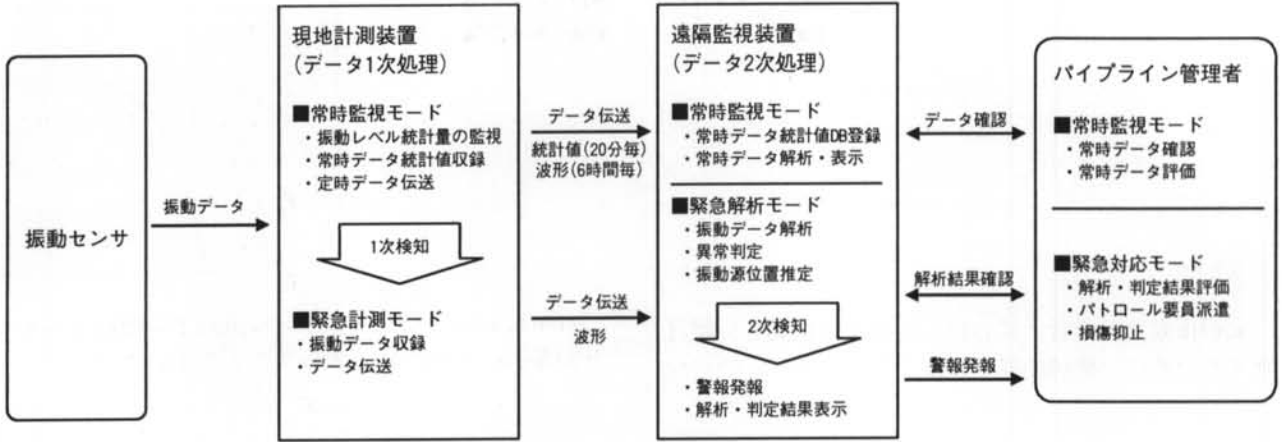 振動センサ
振動データ
現地計測装置
(データ1次処理)
■常時監視モード
・振動レベル統計量の監視
・常時データ統計値収録
・定時データ伝送
1次検知
■緊急計測モード
・振動データ収録
・データ伝送
データ伝送
統計値(20分毎)
波形(6時間毎)
データ伝送
波形
遠隔監視装置
(データ2次処理)
■常時監視モード
・常時データ統計値DB登録
・常時データ解析・表示
■緊急解析モード
・振動データ解析
・異常判定
・振動源位置推定
2次検知
・警報発報
・解析・判定結果表示
データ確認
解析結果確認
警報発報
パイプライン管理者
■常時監視モード
・常時データ確認
・常時データ評価
■緊急対応モード
・解析・判定結果評価
・パトロール要員派遣
・損傷抑止